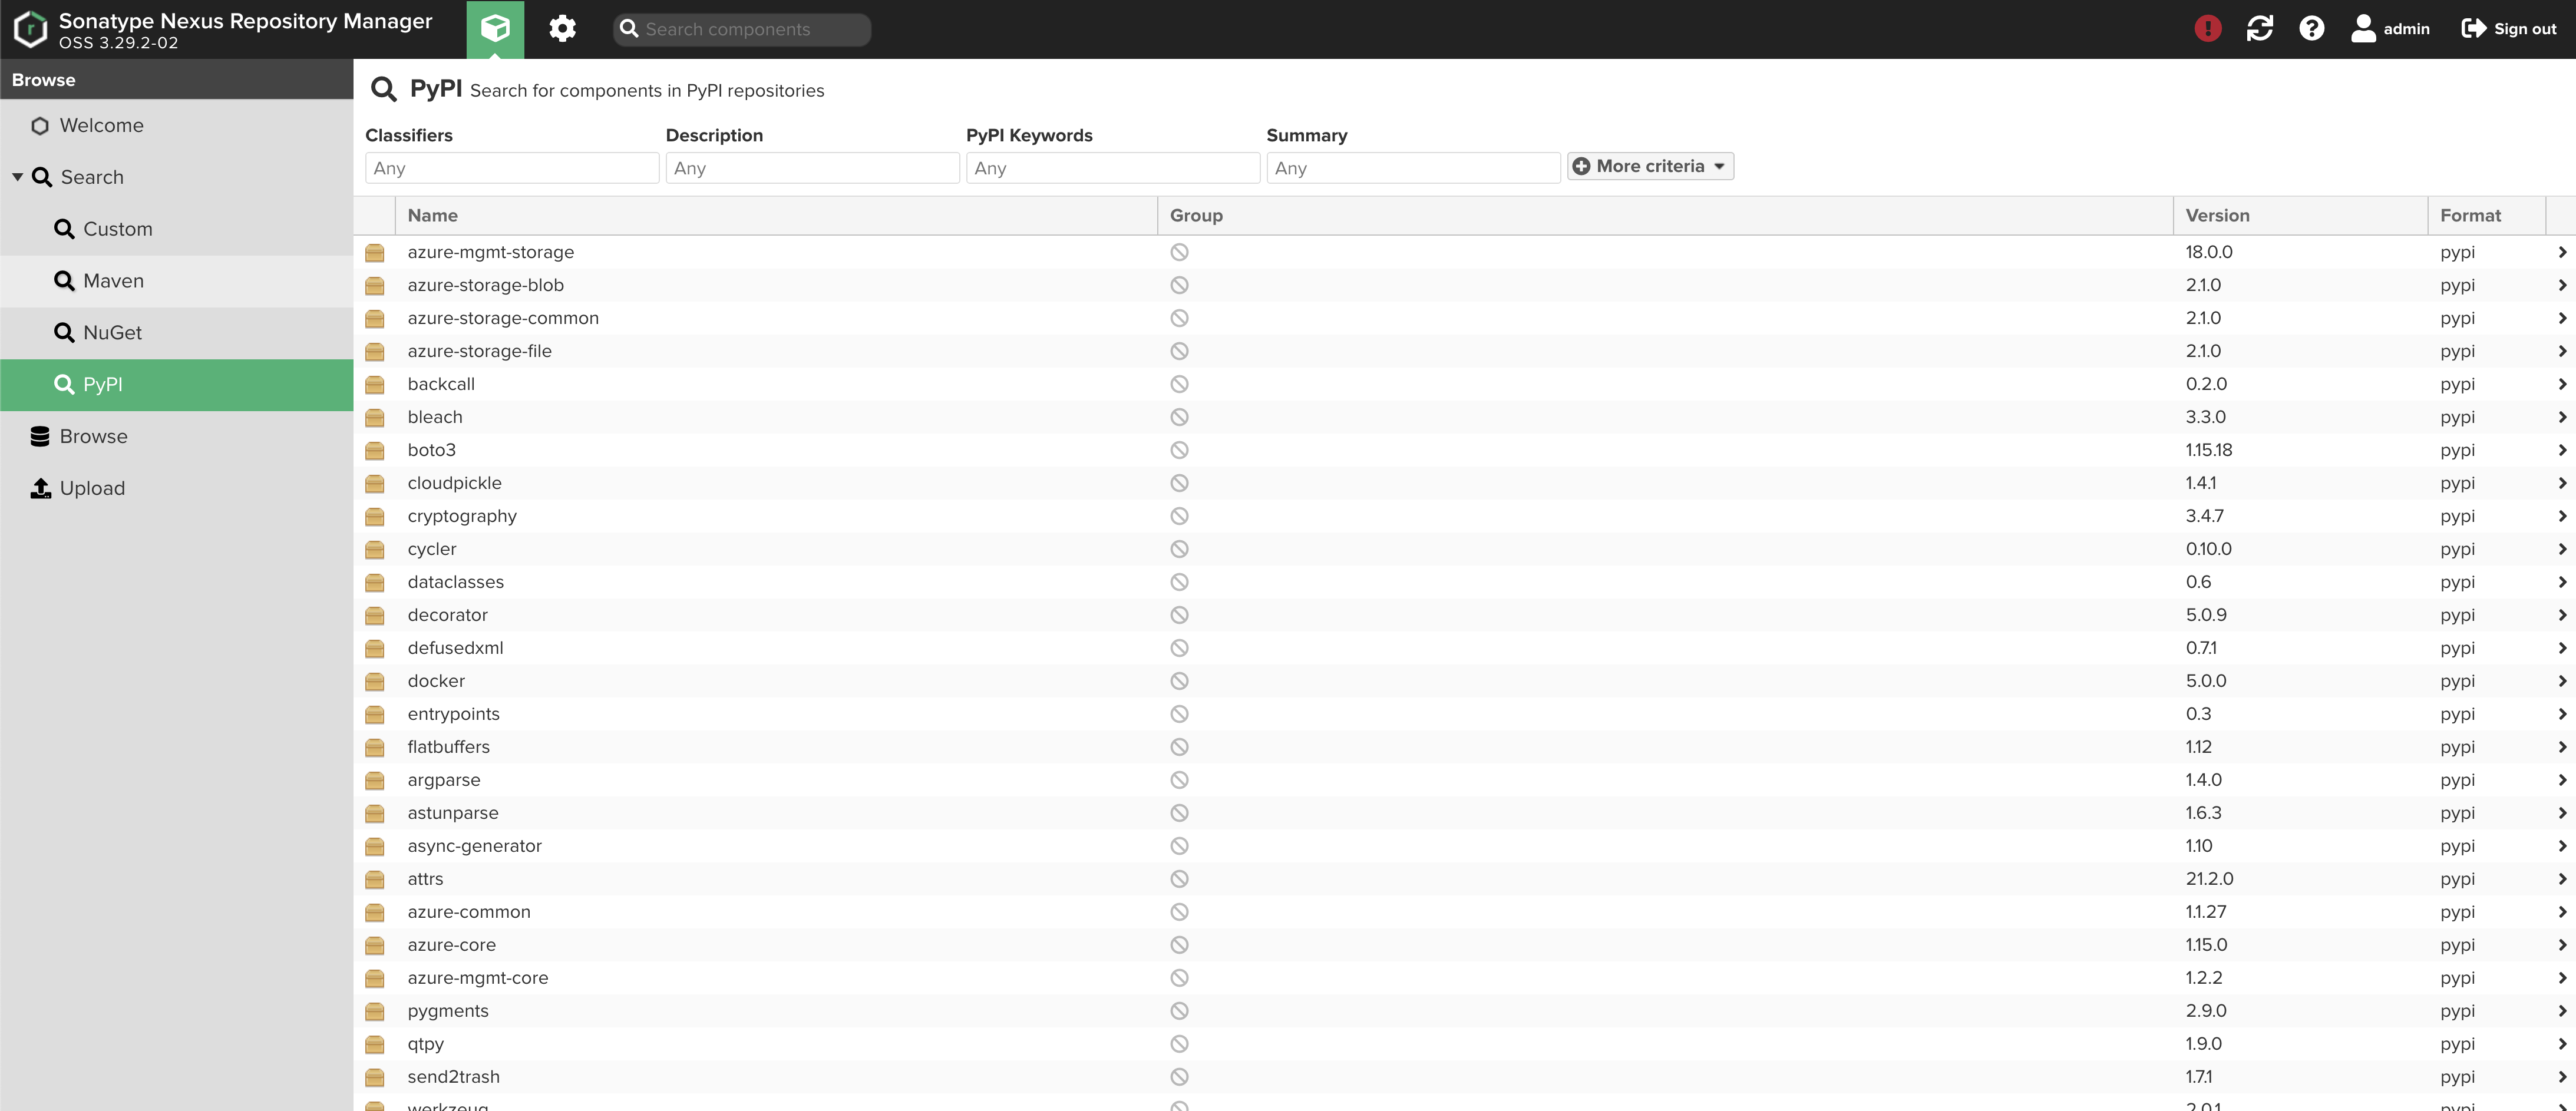 Sonatype Nexus Repository Manager
OSS 3.29.2-02
Search components
admin
Sign out
Browse
Welcome
Search
Custom
Maven
NuGet
PyPI
Browse
Upload
PyPI Search for components in PyPI repositories
Classifiers Description PyPI Keywords Summary
Any Any Any Any More criteria
Name Group Version Format
azure-mgmt-storage 18.0.0 pypi
azure-storage-blob 2.1.0 pypi
azure-storage-common 2.1.0 pypi
azure-storage-file 2.1.0 pypi
backcall 0.2.0 pypi
bleach 3.3.0 pypi
boto3 1.15.18 pypi
cloudpickle 1.4.1 pypi
cryptography 3.4.7 pypi
cycler 0.10.0 pypi
dataclasses 0.6 pypi
decorator 5.0.9 pypi
defusedxml 0.7.1 pypi
docker 5.0.0 pypi
entrypoints 0.3 pypi
flatbuffers 1.12 pypi
argparse 1.4.0 pypi
astunparse 1.6.3 pypi
async-generator 1.10 pypi
attrs 21.2.0 pypi
azure-common 1.1.27 pypi
azure-core 1.15.0 pypi
azure-mgmt-core 1.2.2 pypi
pygments 2.9.0 pypi
qtpy 1.9.0 pypi
send2trash 1.7.1 pypi
werkzeug 2.0.1 pypi